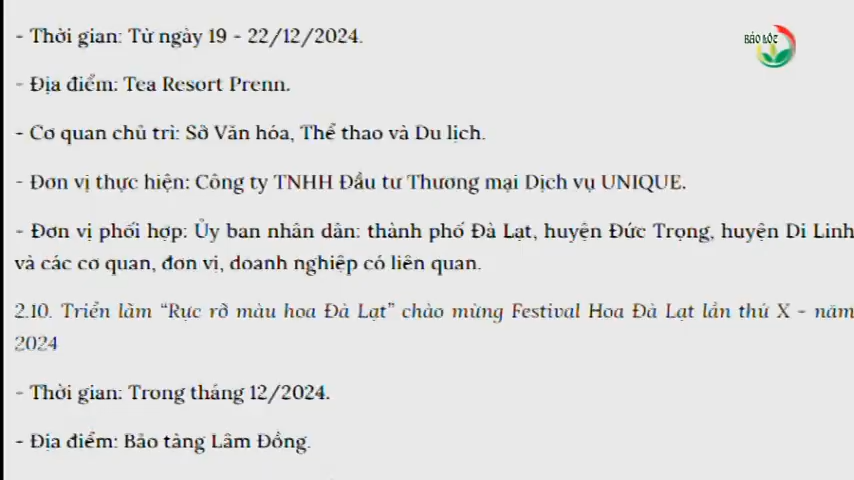 BẢO LỘC
- Thời gian: Từ ngày 19 - 22/12/2024.
- Địa điểm: Tea Resort Prenn.
- Cơ quan chủ trì: Sở Văn hóa, Thể thao và Du lịch.
- Đơn vị thực hiện: Công ty TNHH Đầu tư Thương mại Dịch vụ UNIQUE.
- Đơn vị phối hợp: Ủy ban nhân dân: thành phố Đà Lạt, huyện Đức Trọng, huyện Di Linh
và các cơ quan, đơn vị, doanh nghiệp có liên quan.
2.10. Triển lãm “Rực rỡ màu hoa Đà Lạt” chào mừng Festival Hoa Đà Lạt lần thứ X - năm
2024
- Thời gian: Trong tháng 12/2024.
- Địa điểm: Bảo tàng Lâm Đồng.